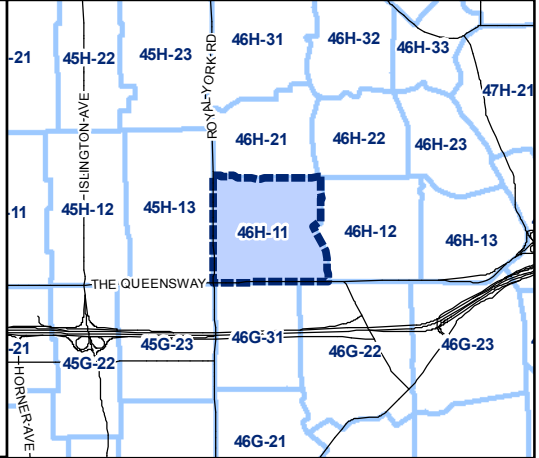 46H-31
46H-32
46H-33
-21
45H-22
45H-23
47H-21
ROYAL-YORK-RD
ISLINGTON-AVE
46H-21
46H-22
46H-23
-11
45H-12
45H-13
46H-11
46H-12
46H-13
THE QUEENSWAY
-21
45G-22
45G-23
46G-31
46G-22
46G-23
HORNER-AVE
46G-21